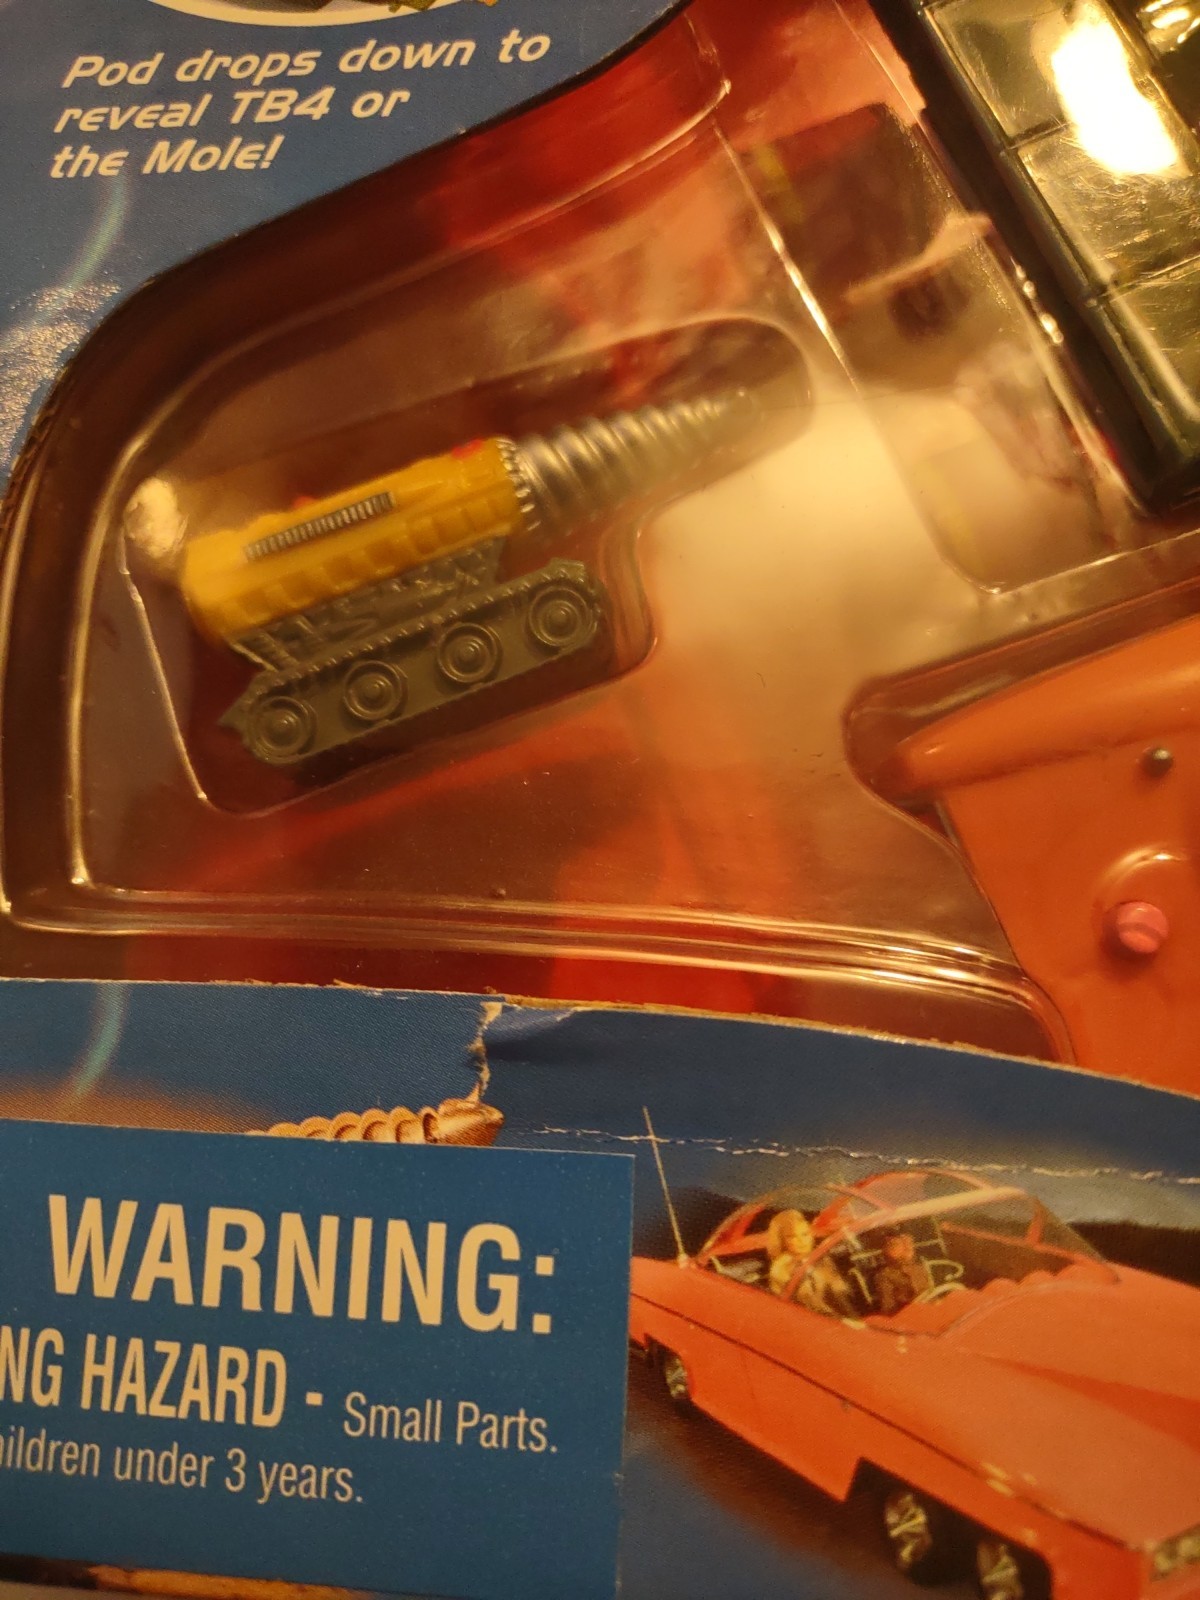 Pod drops down to
reveal TB4 or
the Mole!
WARNING:
NG HAZARD - Small Parts.
ildren under 3 years.